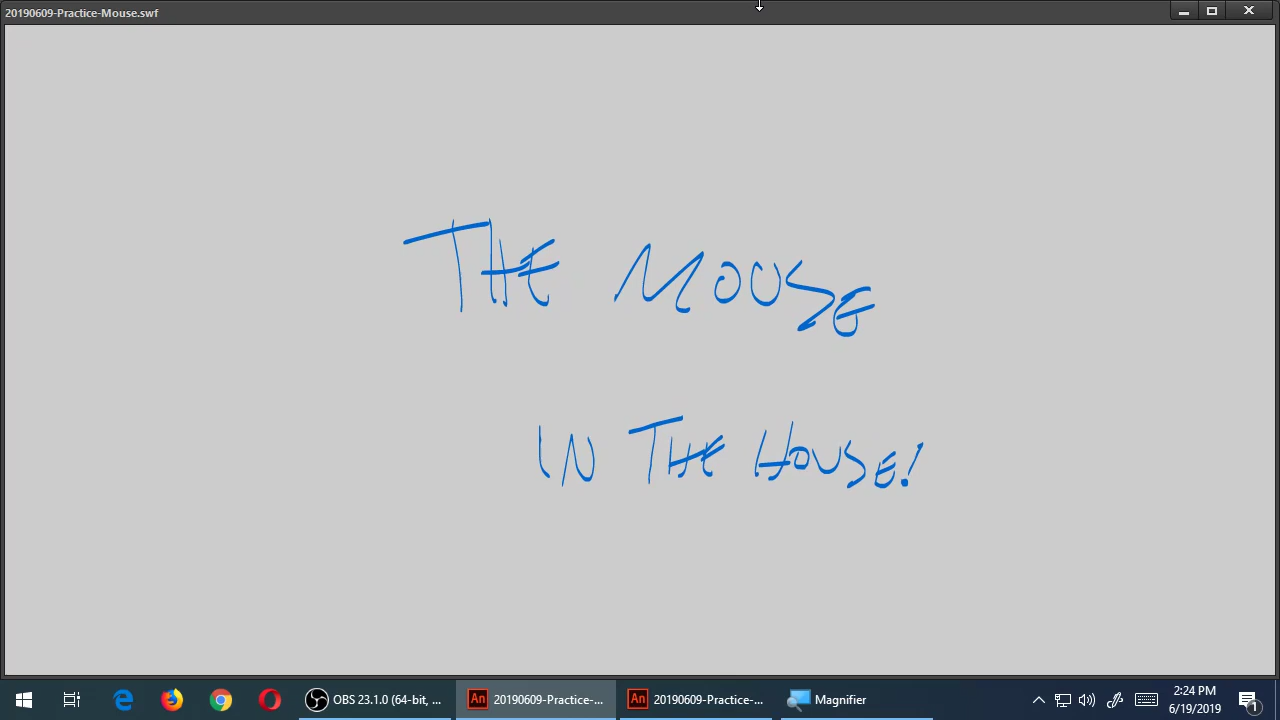 20190609-Practice-Mouse.swf
THE MOUSE
IN THE HOUSE!
OBS 23.1.0 (64-bit, ...
20190609-Practice-...
20190609-Practice-...
Magnifier
2:24 PM
6/19/2019
1